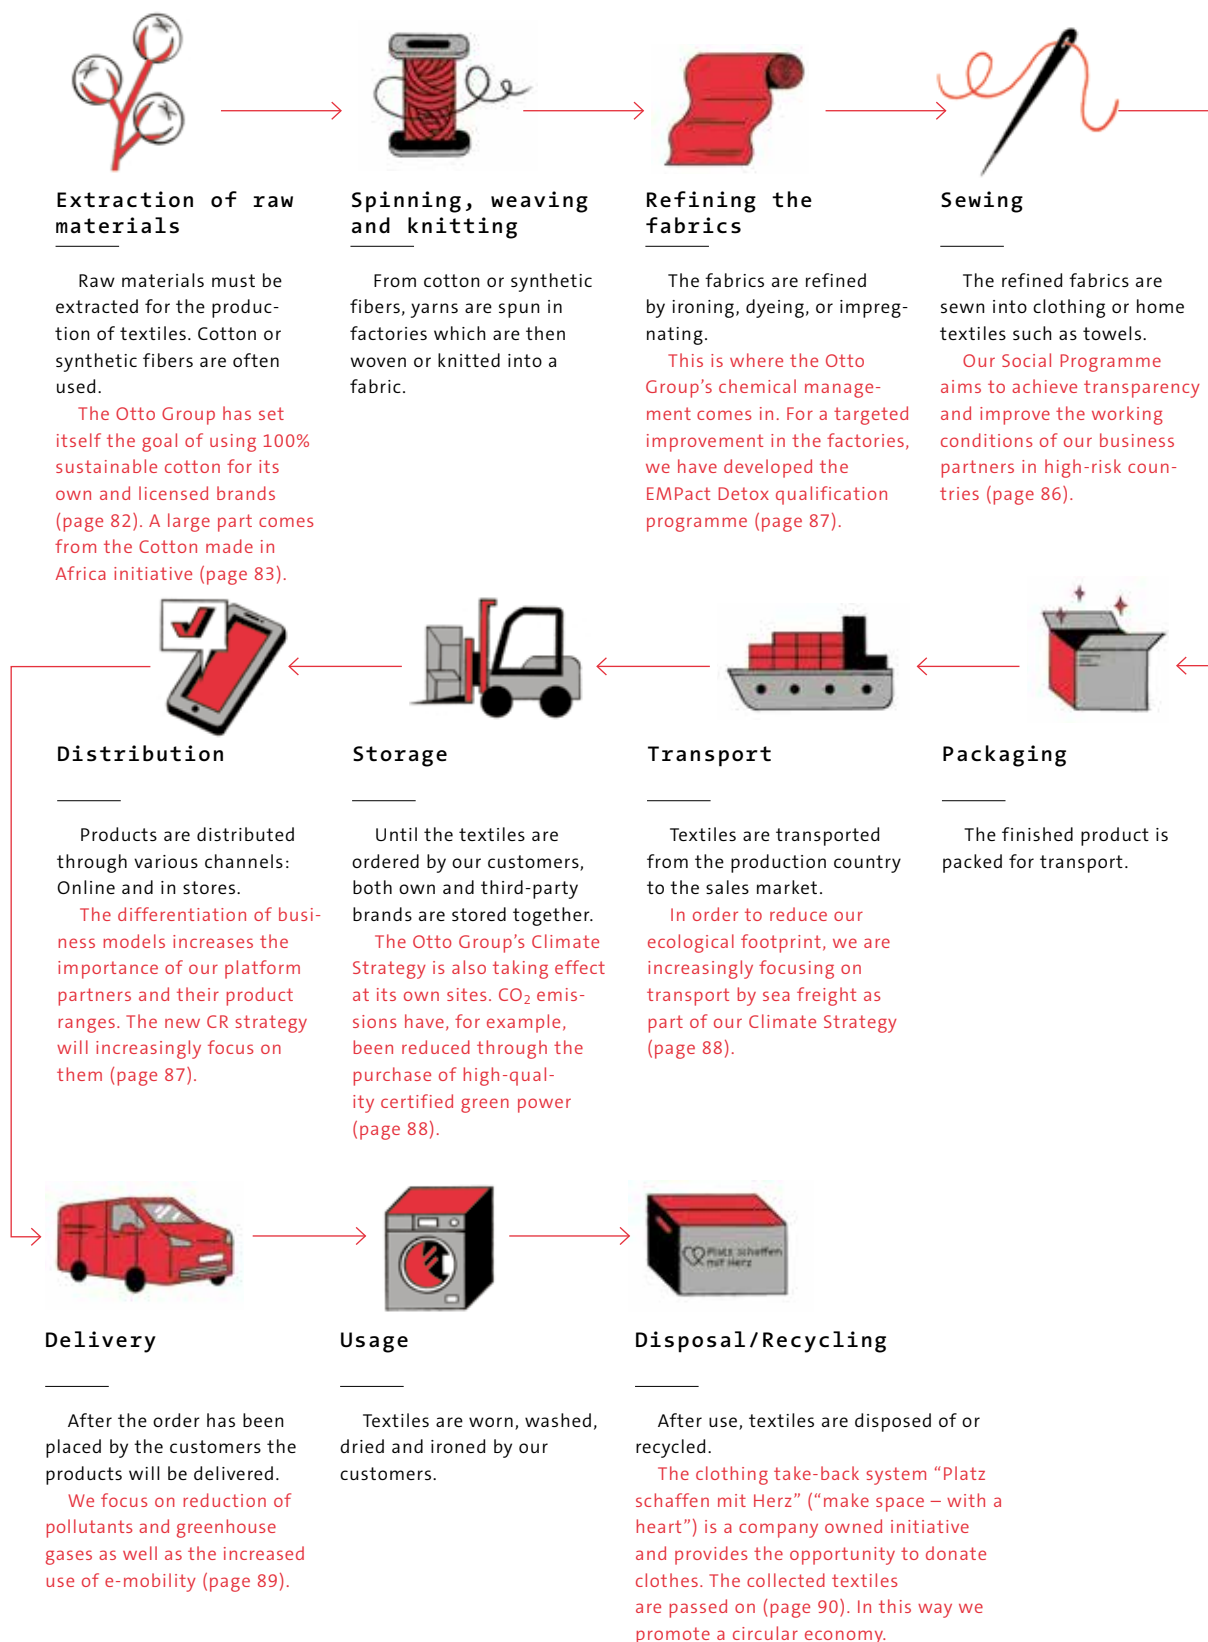 Extraction of raw
materials
Raw materials must be
extracted for the produc-
tion of textiles. Cotton or
synthetic fibers are often
used.
The Otto Group has set
itself the goal of using 100%
sustainable cotton for its
own and licensed brands
(page 82). A large part comes
from the Cotton made in
Africa initiative (page 83).
Spinning, weaving
and knitting
From cotton or synthetic
fibers, yarns are spun in
factories which are then
woven or knitted into a
fabric.
Refining the
fabrics
The fabrics are refined
by ironing, dyeing, or impreg-
nating.
This is where the Otto
Group’s chemical manage-
ment comes in. For a targeted
improvement in the factories,
we have developed the
EMPact Detox qualification
programme (page 87).
Sewing
The refined fabrics are
sewn into clothing or home
textiles such as towels.
Our Social Programme
aims to achieve transparency
and improve the working
conditions of our business
partners in high-risk coun-
tries (page 86).
Distribution
Products are distributed
through various channels:
Online and in stores.
The differentiation of busi-
ness models increases the
importance of our platform
partners and their product
ranges. The new CR strategy
will increasingly focus on
them (page 87).
Storage
Until the textiles are
ordered by our customers,
both own and third-party
brands are stored together.
The Otto Group’s Climate
Strategy is also taking effect
at its own sites. CO₂ emis-
sions have, for example,
been reduced through the
purchase of high-qual-
ity certified green power
(page 88).
Transport
Textiles are transported
from the production country
to the sales market.
In order to reduce our
ecological footprint, we are
increasingly focusing on
transport by sea freight as
part of our Climate Strategy
(page 88).
Packaging
The finished product is
packed for transport.
Delivery
After the order has been
placed by the customers the
products will be delivered.
We focus on reduction of
pollutants and greenhouse
gases as well as the increased
use of e-mobility (page 89).
Usage
Textiles are worn, washed,
dried and ironed by our
customers.
Platz schaffen
mit Herz
Disposal/Recycling
After use, textiles are disposed of or
recycled.
The clothing take-back system “Platz
schaffen mit Herz” (“make space – with a
heart”) is a company owned initiative
and provides the opportunity to donate
clothes. The collected textiles
are passed on (page 90). In this way we
promote a circular economy.